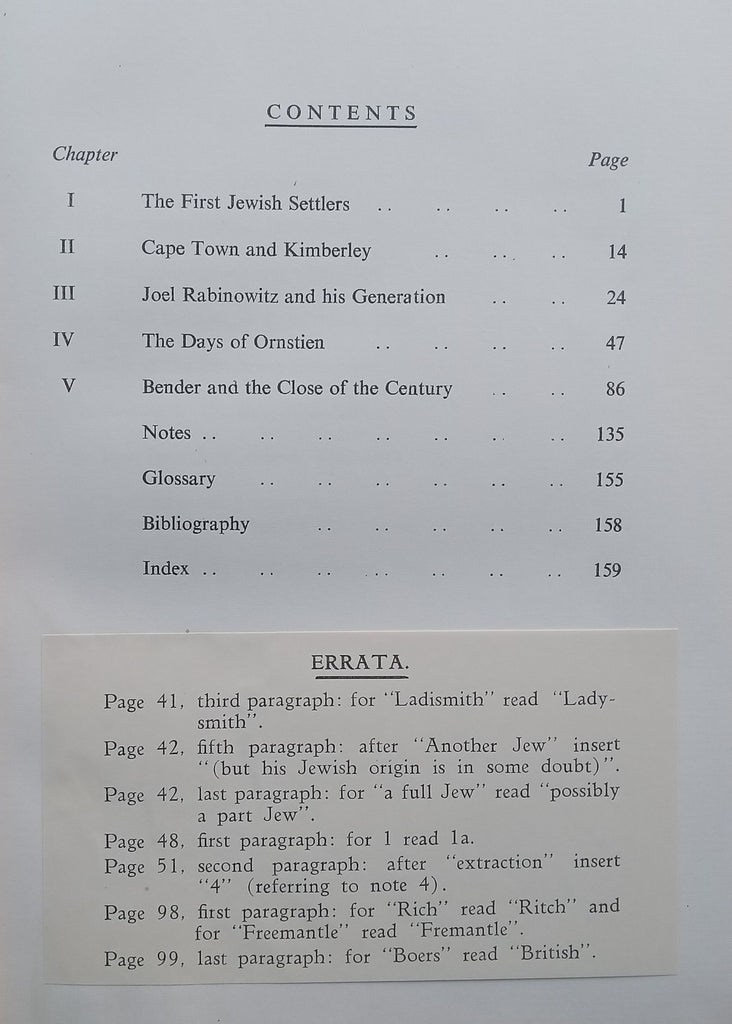 CONTENTS
Chapter Page
I The First Jewish Settlers .. .. .. .. 1
II Cape Town and Kimberley .. .. .. 14
III Joel Rabinowitz and his Generation .. .. 24
IV The Days of Ornstien .. .. .. .. 47
V Bender and the Close of the Century .. .. 86
Notes .. .. .. .. .. .. .. 135
Glossary .. .. .. .. .. .. 155
Bibliography .. .. .. .. .. 158
Index .. .. .. .. .. .. .. 159
ERRATA.
Page 41, third paragraph: for "Ladismith" read "Lady-
smith".
Page 42, fifth paragraph: after "Another Jew" insert
"(but his Jewish origin is in some doubt)".
Page 42, last paragraph: for "a full Jew" read "possibly
a part Jew".
Page 48, first paragraph: for 1 read 1a.
Page 51, second paragraph: after "extraction" insert
"4" (referring to note 4).
Page 98, first paragraph: for "Rich" read "Ritch" and
for "Freemantle" read "Fremantle".
Page 99, last paragraph: for "Boers" read "British".